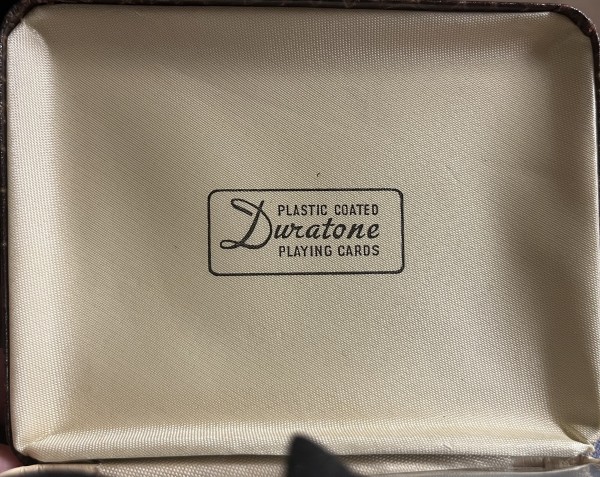 PLASTIC COATED
Duratone
PLAYING CARDS